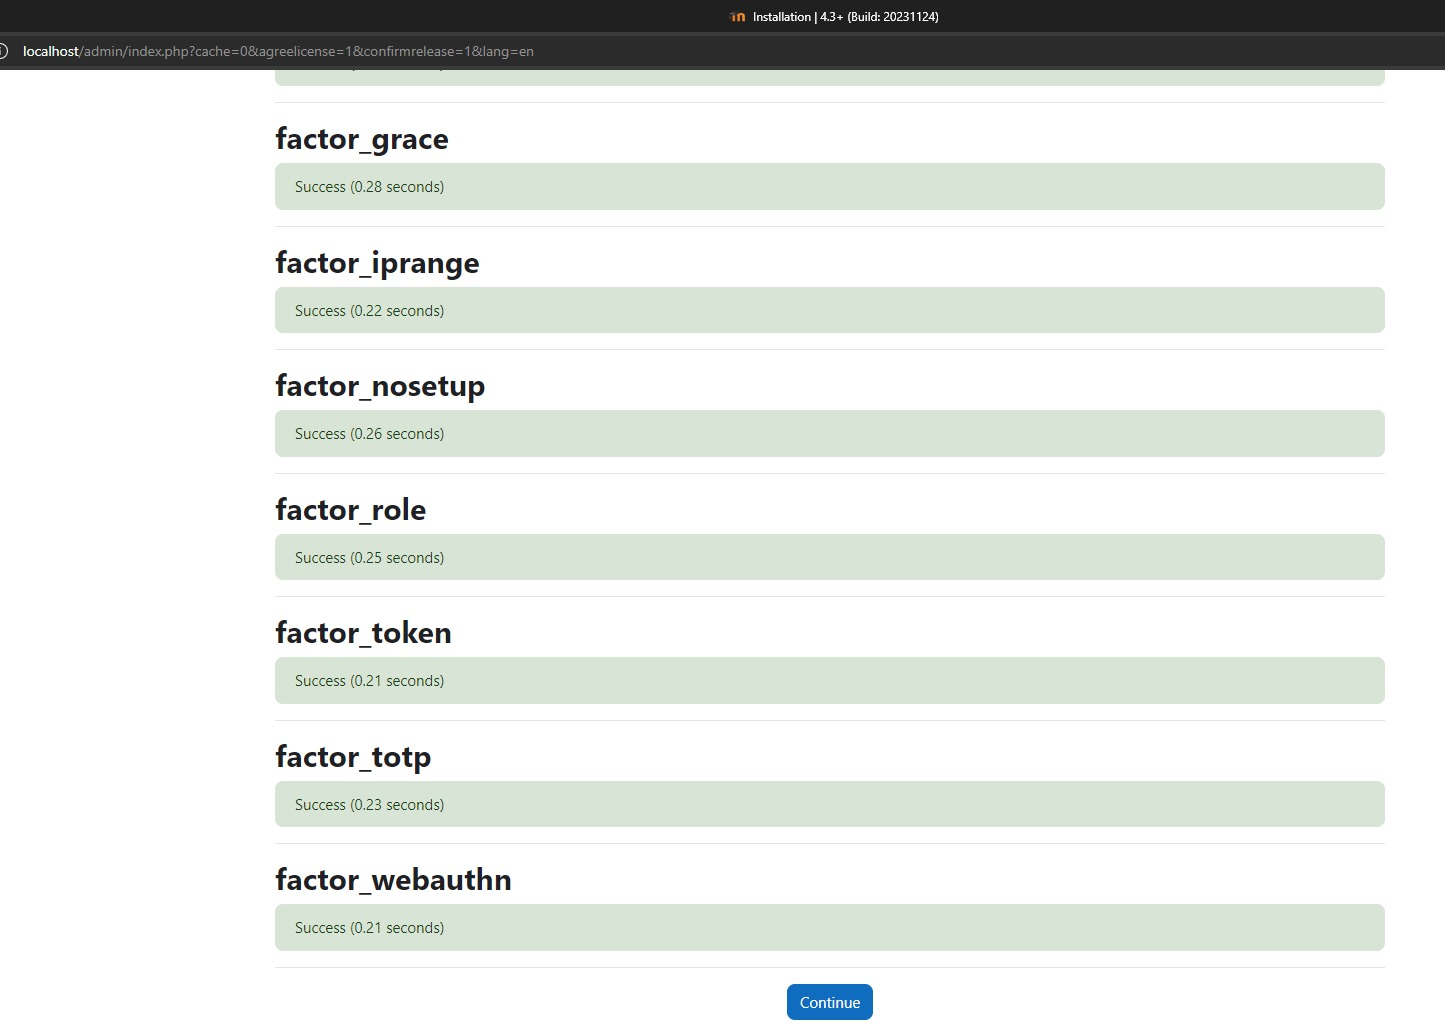 Installation | 4.3+ (Build: 20231124)
localhost/admin/index.php?cache=0&agreelicense=1&confirmrelease=1&lang=en
factor_grace
Success (0.28 seconds)
factor_iprange
Success (0.22 seconds)
factor_nosetup
Success (0.26 seconds)
factor_role
Success (0.25 seconds)
factor_token
Success (0.21 seconds)
factor_totp
Success (0.23 seconds)
factor_webauthn
Success (0.21 seconds)
Continue